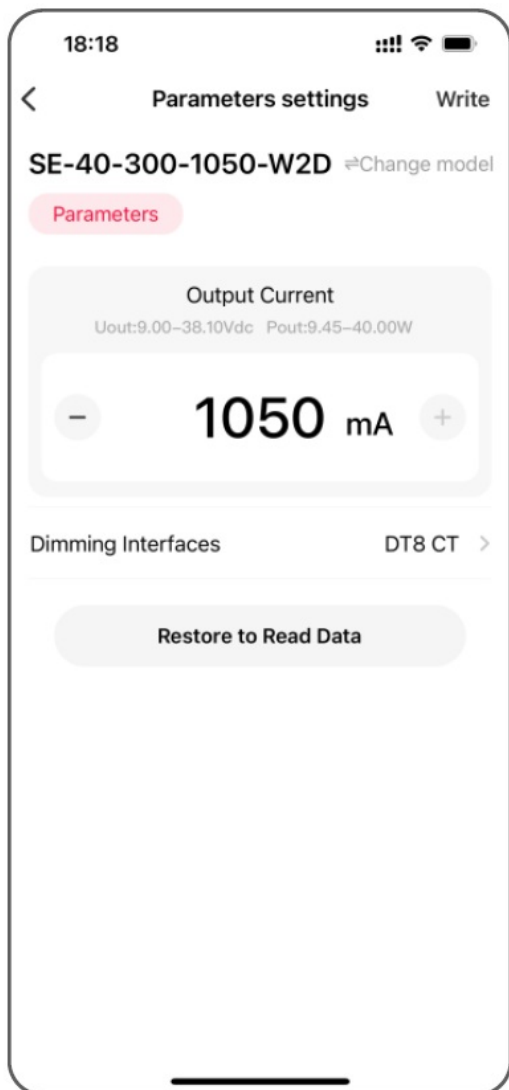 18:18
Parameters settings Write
SE-40-300-1050-W2D ⇌Change model
Parameters
Output Current
Uout:9.00–38.10Vdc Pout:9.45–40.00W
− 1050 mA +
Dimming Interfaces DT8 CT >
Restore to Read Data